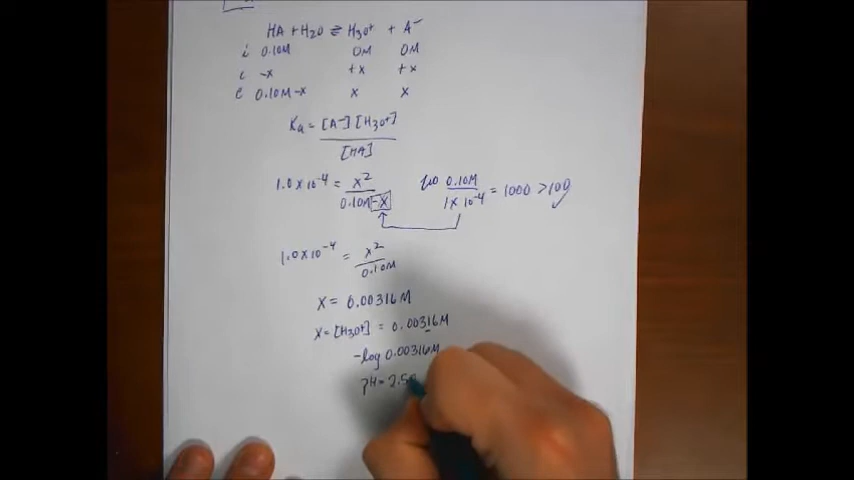 HA + H2O ⇌ H3O+ + A−
i 0.10M 0M 0M
c −x +x +x
e 0.10M−x x x
Ka = [A−][H3O+] / [HA]
1.0 x 10−4 = x2 / 0.10M−x
0.10M / 1 x 10−4 = 1000 > 100 ✓
1.0 x 10−4 = x2 / 0.10M
x = 0.00316M
x = [H3O+] = 0.00316M
−log 0.00316M
pH = 2.5